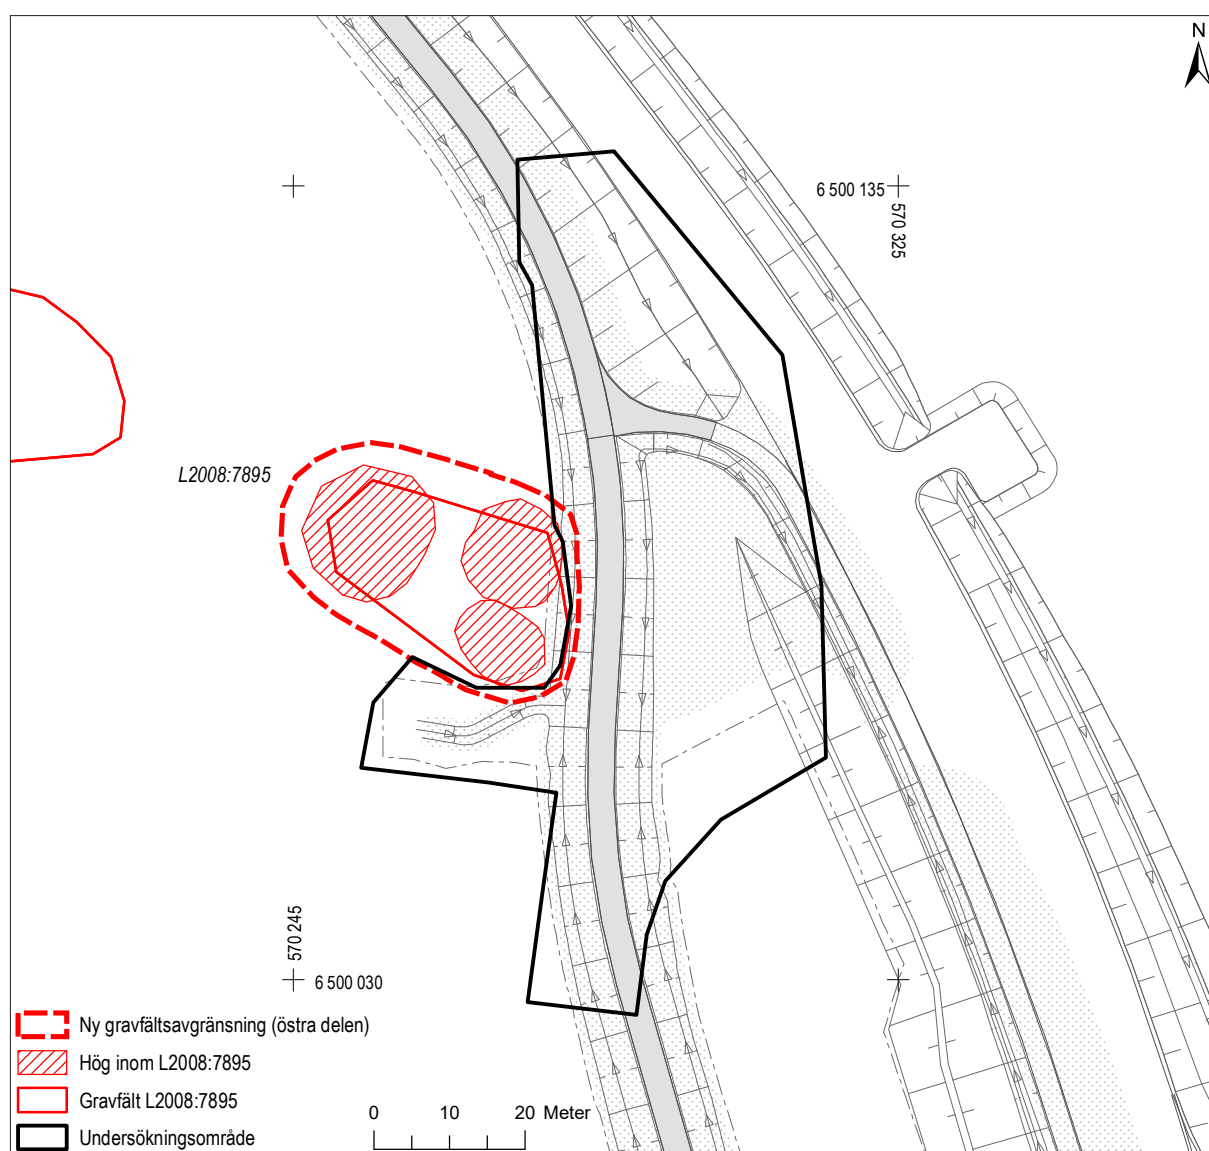 N
6 500 135
570 325
L2008:7895
570 245
6 500 030
Ny gravfältsavgränsning (östra delen)
Hög inom L2008:7895
Gravfält L2008:7895
Undersökningsområde
0 10 20 Meter